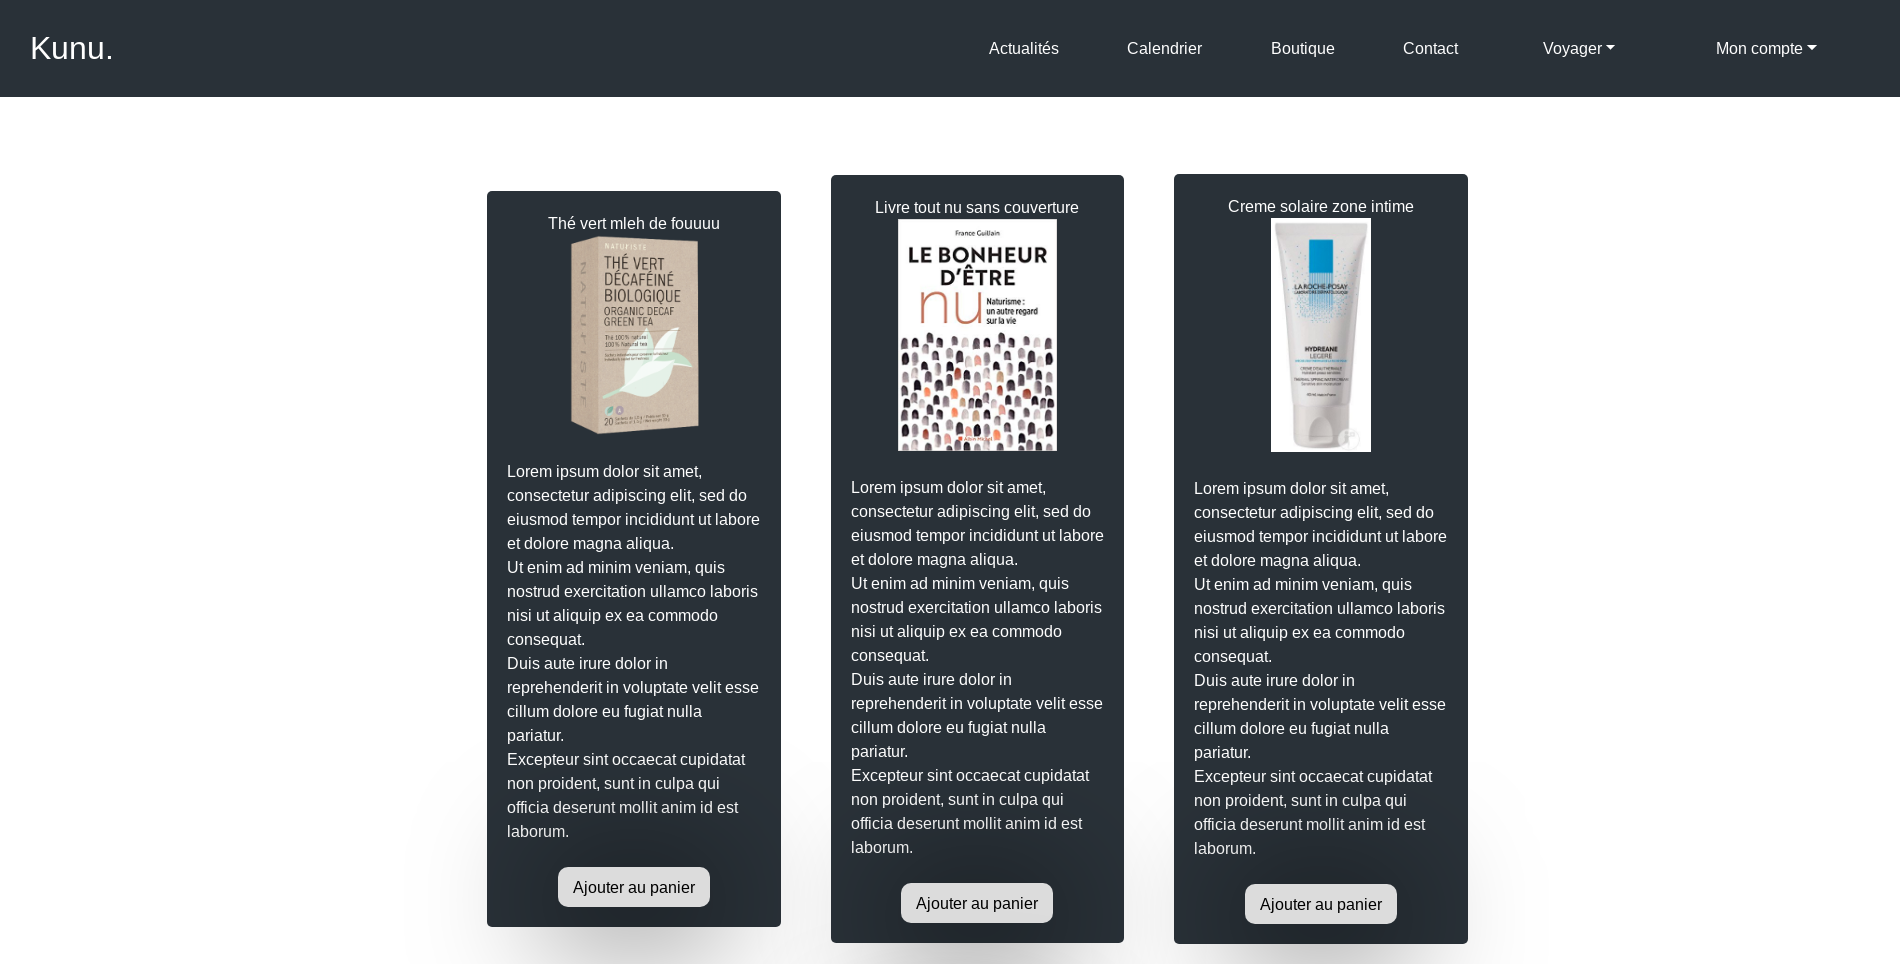 Kunu.
Actualités
Calendrier
Boutique
Contact
Voyager
Mon compte
Thé vert mleh de fouuuu
NATUFISTE
THÉ VERT
DÉCAFÉINÉ
BIOLOGIQUE
ORGANIC DECAF
GREEN TEA
Thé 100% naturel
100% Natural tea
20
Lorem ipsum dolor sit amet,
consectetur adipiscing elit, sed do
eiusmod tempor incididunt ut labore
et dolore magna aliqua.
Ut enim ad minim veniam, quis
nostrud exercitation ullamco laboris
nisi ut aliquip ex ea commodo
consequat.
Duis aute irure dolor in
reprehenderit in voluptate velit esse
cillum dolore eu fugiat nulla
pariatur.
Excepteur sint occaecat cupidatat
non proident, sunt in culpa qui
officia deserunt mollit anim id est
laborum.
Ajouter au panier
Livre tout nu sans couverture
France Guillain
LE BONHEUR
D'ÊTRE
nu
Naturisme :
un autre regard
sur la vie
Albin Michel
Lorem ipsum dolor sit amet,
consectetur adipiscing elit, sed do
eiusmod tempor incididunt ut labore
et dolore magna aliqua.
Ut enim ad minim veniam, quis
nostrud exercitation ullamco laboris
nisi ut aliquip ex ea commodo
consequat.
Duis aute irure dolor in
reprehenderit in voluptate velit esse
cillum dolore eu fugiat nulla
pariatur.
Excepteur sint occaecat cupidatat
non proident, sunt in culpa qui
officia deserunt mollit anim id est
laborum.
Ajouter au panier
Creme solaire zone intime
LA ROCHE-POSAY
LABORATOIRE DERMATOLOGIQUE
HYDREANE
LEGERE
Lorem ipsum dolor sit amet,
consectetur adipiscing elit, sed do
eiusmod tempor incididunt ut labore
et dolore magna aliqua.
Ut enim ad minim veniam, quis
nostrud exercitation ullamco laboris
nisi ut aliquip ex ea commodo
consequat.
Duis aute irure dolor in
reprehenderit in voluptate velit esse
cillum dolore eu fugiat nulla
pariatur.
Excepteur sint occaecat cupidatat
non proident, sunt in culpa qui
officia deserunt mollit anim id est
laborum.
Ajouter au panier